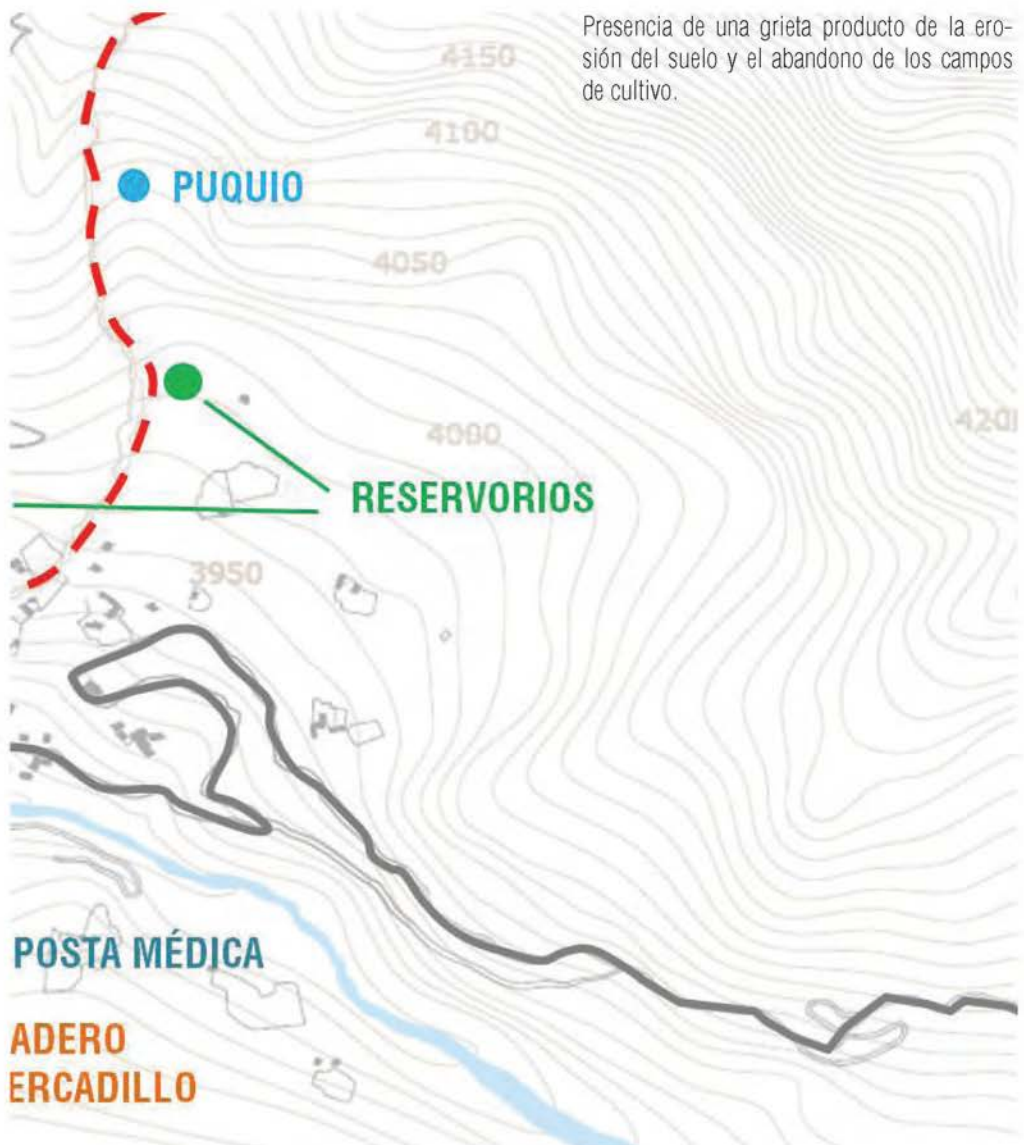 Presencia de una grieta producto de la ero-
sión del suelo y el abandono de los campos
de cultivo.
4150
4100
PUQUIO
4050
4000
420
RESERVORIOS
3950
POSTA MÉDICA
ADERO
ERCADILLO